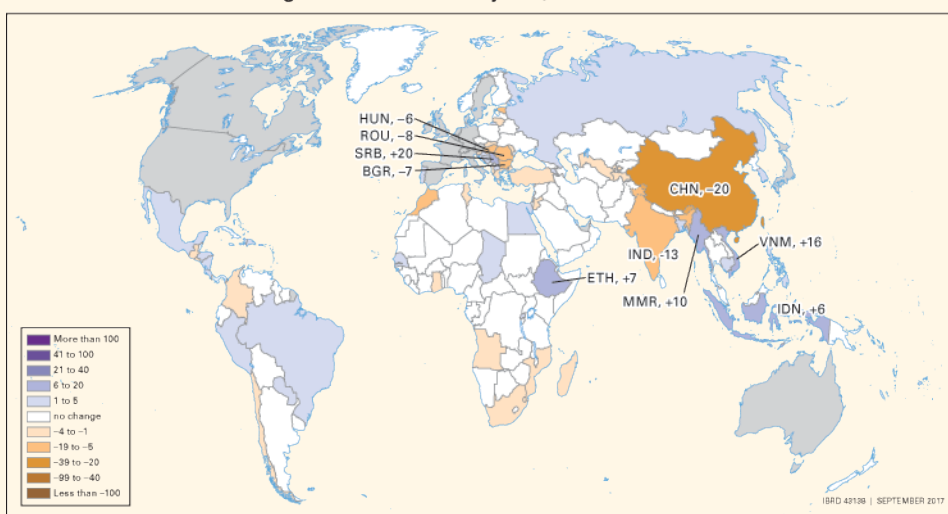 HUN, –6
ROU, –8
SRB, +20
BGR, –7
CHN, –20
VNM, +16
IND, -13
ETH, +7
MMR, +10
IDN, +6
More than 100
41 to 100
21 to 40
6 to 20
1 to 5
no change
–4 to –1
–19 to –5
–39 to –20
–99 to –40
Less than –100
IBRD 43139 | SEPTEMBER 2017